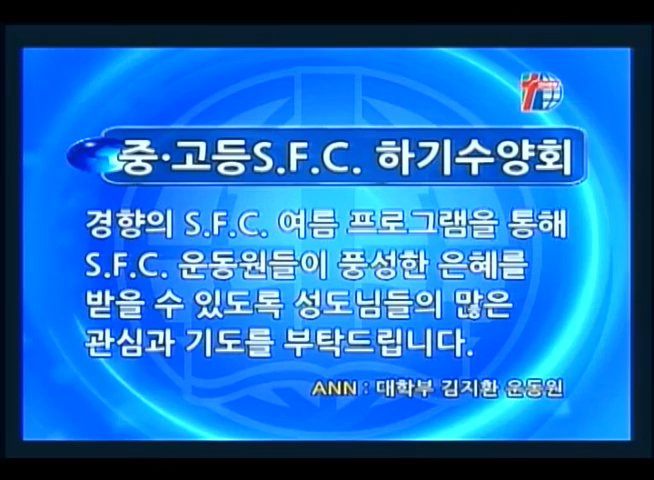 중·고등S.F.C. 하기수양회
경향의 S.F.C. 여름 프로그램을 통해
S.F.C. 운동원들이 풍성한 은혜를
받을 수 있도록 성도님들의 많은
관심과 기도를 부탁드립니다.
ANN : 대학부 김지환 운동원